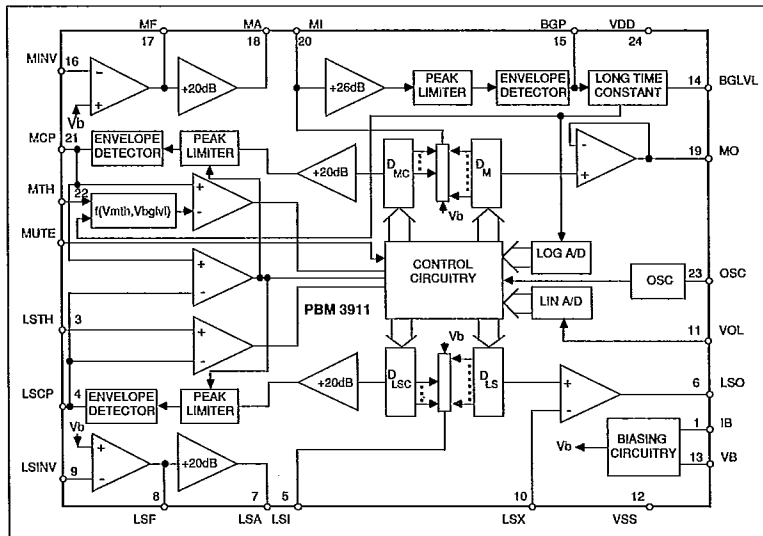 MF MA MI BGP VDD
17 18 20 15 24
MINV 16
- +
Vb
+20dB
+26dB
PEAK LIMITER
ENVELOPE DETECTOR
LONG TIME CONSTANT
14 BGLVL
MCP 21
ENVELOPE DETECTOR
PEAK LIMITER
+20dB
DMC
DM
Vb
- +
19 MO
MTH 22
f(Vmth,Vbglvl)
+ -
MUTE
CONTROL CIRCUITRY
LOG A/D
+ -
OSC
23 OSC
PBM 3911
LIN A/D
11 VOL
LSTH 3
+ -
Vb
LSCP 4
ENVELOPE DETECTOR
PEAK LIMITER
+20dB
DLSC
DLS
+ -
6 LSO
Vb
+ -
+20dB
Vb
BIASING CIRCUITRY
1 IB
13 VB
LSINV 9
8 7 5 10 12
LSF LSA LSI LSX VSS